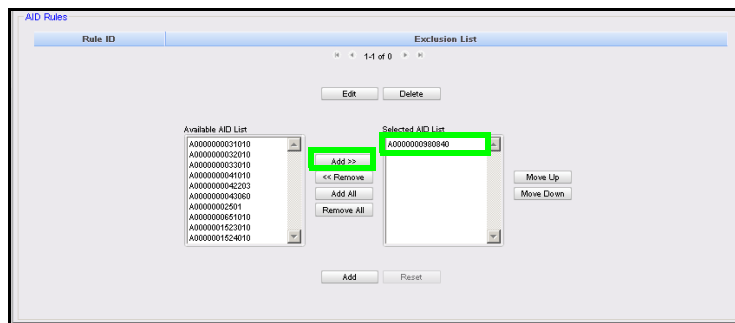 AID Rules
Rule ID Exclusion List
1-1 of 0
Edit Delete
Available AID List Selected AID List
A0000000031010 A0000000980840
A0000000032010
A0000000033010
A0000000041010
A0000000042203
A0000000043060
A00000002501
A0000000651010
A0000001523010
A0000001524010
Add >>
<< Remove
Add All
Remove All
Move Up
Move Down
Add Reset